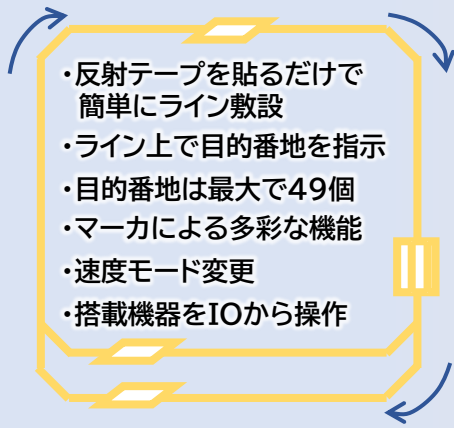 ・反射テープを貼るだけで
簡単にライン敷設
・ライン上で目的番地を指示
・目的番地は最大で49個
・マーカによる多彩な機能
・速度モード変更
・搭載機器をIOから操作